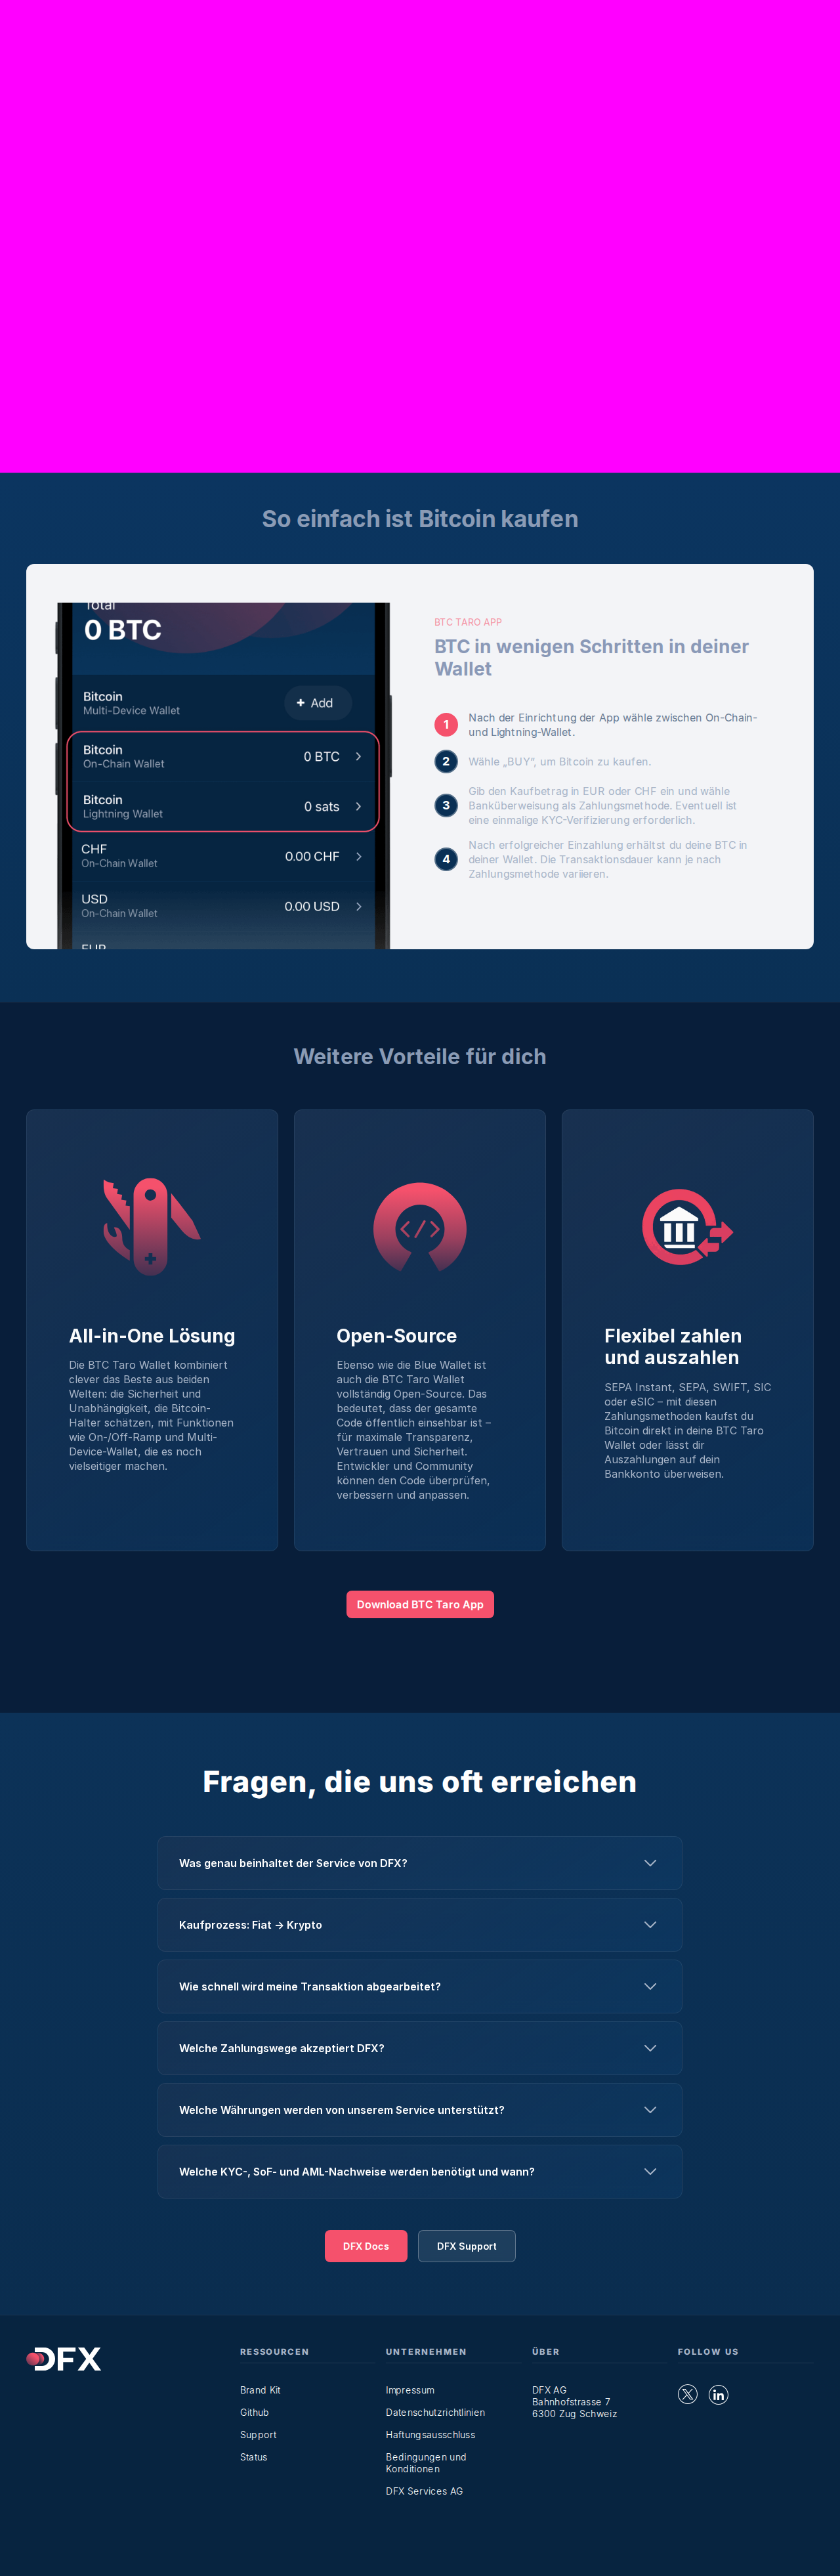 So einfach ist Bitcoin kaufen
Total
0 BTC
Bitcoin
Multi-Device Wallet
+ Add
Bitcoin
On-Chain Wallet
0 BTC
Bitcoin
Lightning Wallet
0 sats
CHF
On-Chain Wallet
0.00 CHF
USD
On-Chain Wallet
0.00 USD
EUR
BTC TARO APP
BTC in wenigen Schritten in deiner
Wallet
1
Nach der Einrichtung der App wähle zwischen On-Chain-
und Lightning-Wallet.
2
Wähle „BUY“, um Bitcoin zu kaufen.
3
Gib den Kaufbetrag in EUR oder CHF ein und wähle
Banküberweisung als Zahlungsmethode. Eventuell ist
eine einmalige KYC-Verifizierung erforderlich.
4
Nach erfolgreicher Einzahlung erhältst du deine BTC in
deiner Wallet. Die Transaktionsdauer kann je nach
Zahlungsmethode variieren.
Weitere Vorteile für dich
All-in-One Lösung
Die BTC Taro Wallet kombiniert
clever das Beste aus beiden
Welten: die Sicherheit und
Unabhängigkeit, die Bitcoin-
Halter schätzen, mit Funktionen
wie On-/Off-Ramp und Multi-
Device-Wallet, die es noch
vielseitiger machen.
Open-Source
Ebenso wie die Blue Wallet ist
auch die BTC Taro Wallet
vollständig Open-Source. Das
bedeutet, dass der gesamte
Code öffentlich einsehbar ist –
für maximale Transparenz,
Vertrauen und Sicherheit.
Entwickler und Community
können den Code überprüfen,
verbessern und anpassen.
Flexibel zahlen
und auszahlen
SEPA Instant, SEPA, SWIFT, SIC
oder eSIC – mit diesen
Zahlungsmethoden kaufst du
Bitcoin direkt in deine BTC Taro
Wallet oder lässt dir
Auszahlungen auf dein
Bankkonto überweisen.
Download BTC Taro App
Fragen, die uns oft erreichen
Was genau beinhaltet der Service von DFX?
Kaufprozess: Fiat → Krypto
Wie schnell wird meine Transaktion abgearbeitet?
Welche Zahlungswege akzeptiert DFX?
Welche Währungen werden von unserem Service unterstützt?
Welche KYC-, SoF- und AML-Nachweise werden benötigt und wann?
DFX Docs
DFX Support
DFX
RESSOURCEN
Brand Kit
Github
Support
Status
UNTERNEHMEN
Impressum
Datenschutzrichtlinien
Haftungsausschluss
Bedingungen und
Konditionen
DFX Services AG
ÜBER
DFX AG
Bahnhofstrasse 7
6300 Zug Schweiz
FOLLOW US